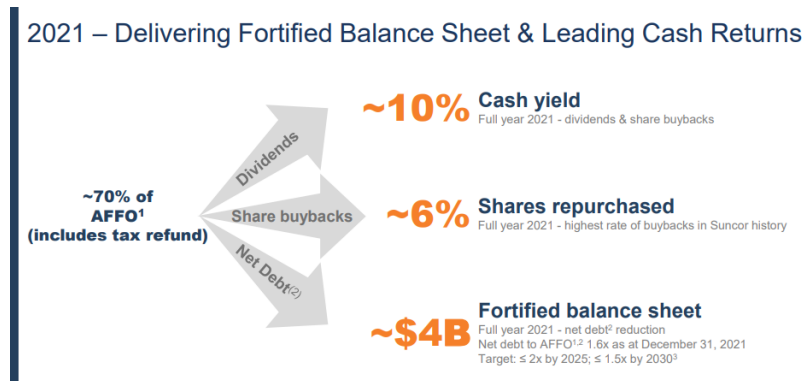 2021 – Delivering Fortified Balance Sheet & Leading Cash Returns
~70% of
AFFO¹
(includes tax refund)
Dividends
Share buybacks
Net Debt⁽²⁾
~10%
Cash yield
Full year 2021 - dividends & share buybacks
~6%
Shares repurchased
Full year 2021 - highest rate of buybacks in Suncor history
~$4B
Fortified balance sheet
Full year 2021 - net debt² reduction
Net debt to AFFO¹·² 1.6x as at December 31, 2021
Target: ≤ 2x by 2025; ≤ 1.5x by 2030³